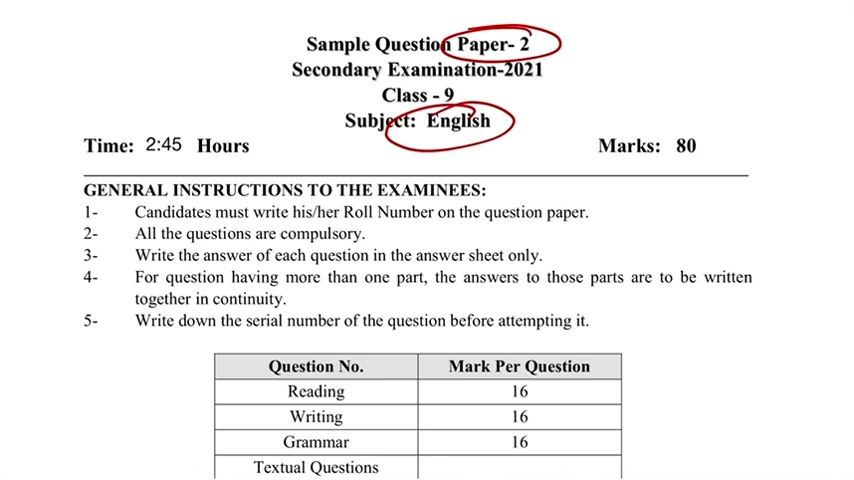 Sample Question Paper- 2
Secondary Examination-2021
Class - 9
Subject: English
Time: 2:45 Hours Marks: 80
GENERAL INSTRUCTIONS TO THE EXAMINEES:
1- Candidates must write his/her Roll Number on the question paper.
2- All the questions are compulsory.
3- Write the answer of each question in the answer sheet only.
4- For question having more than one part, the answers to those parts are to be written
together in continuity.
5- Write down the serial number of the question before attempting it.
Question No. Mark Per Question
Reading 16
Writing 16
Grammar 16
Textual Questions